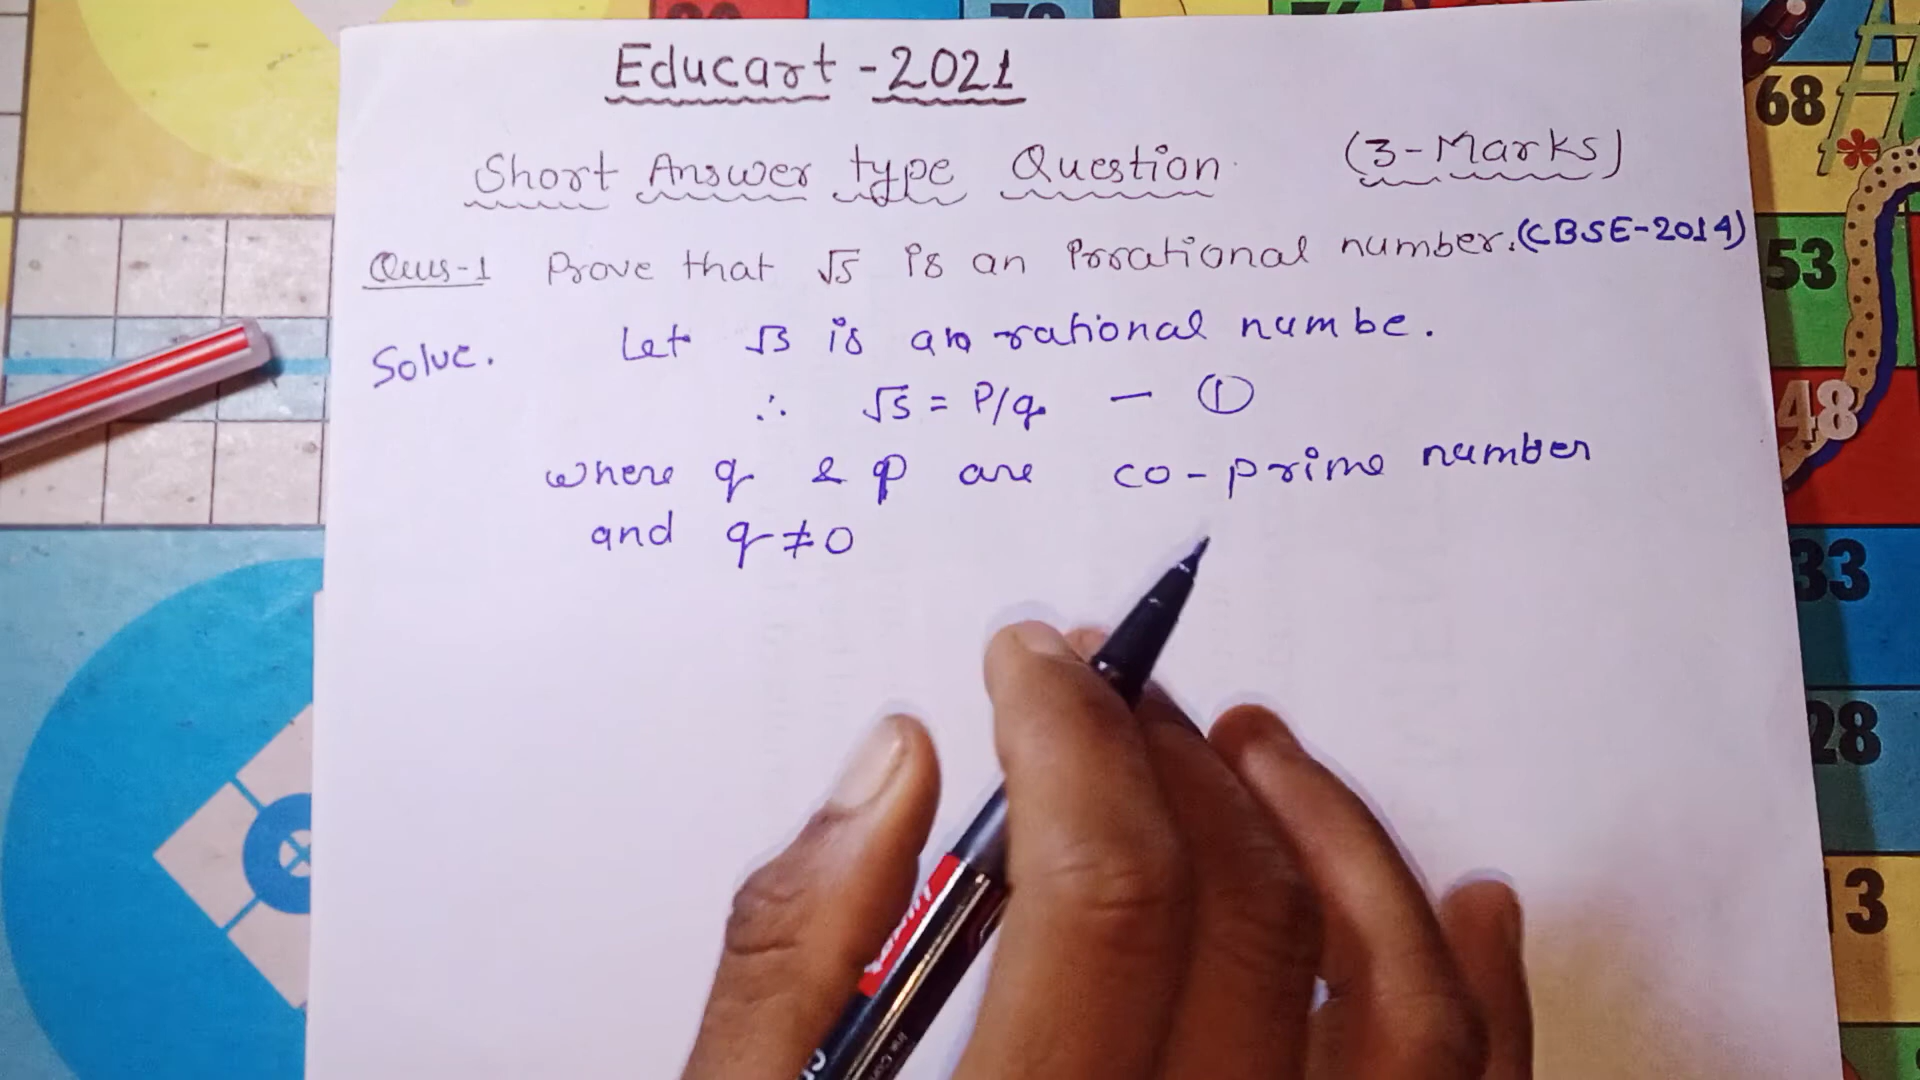 Educart - 2021
Short Answer type Question (3-Marks)
Ques-1 Prove that √5 is an irrational number. (CBSE-2014)
Solve. Let √5 is an rational numbe.
∴ √5 = P/q — ①
where q & p are co-prime number
and q ≠ 0
68
53
48
33
28
13